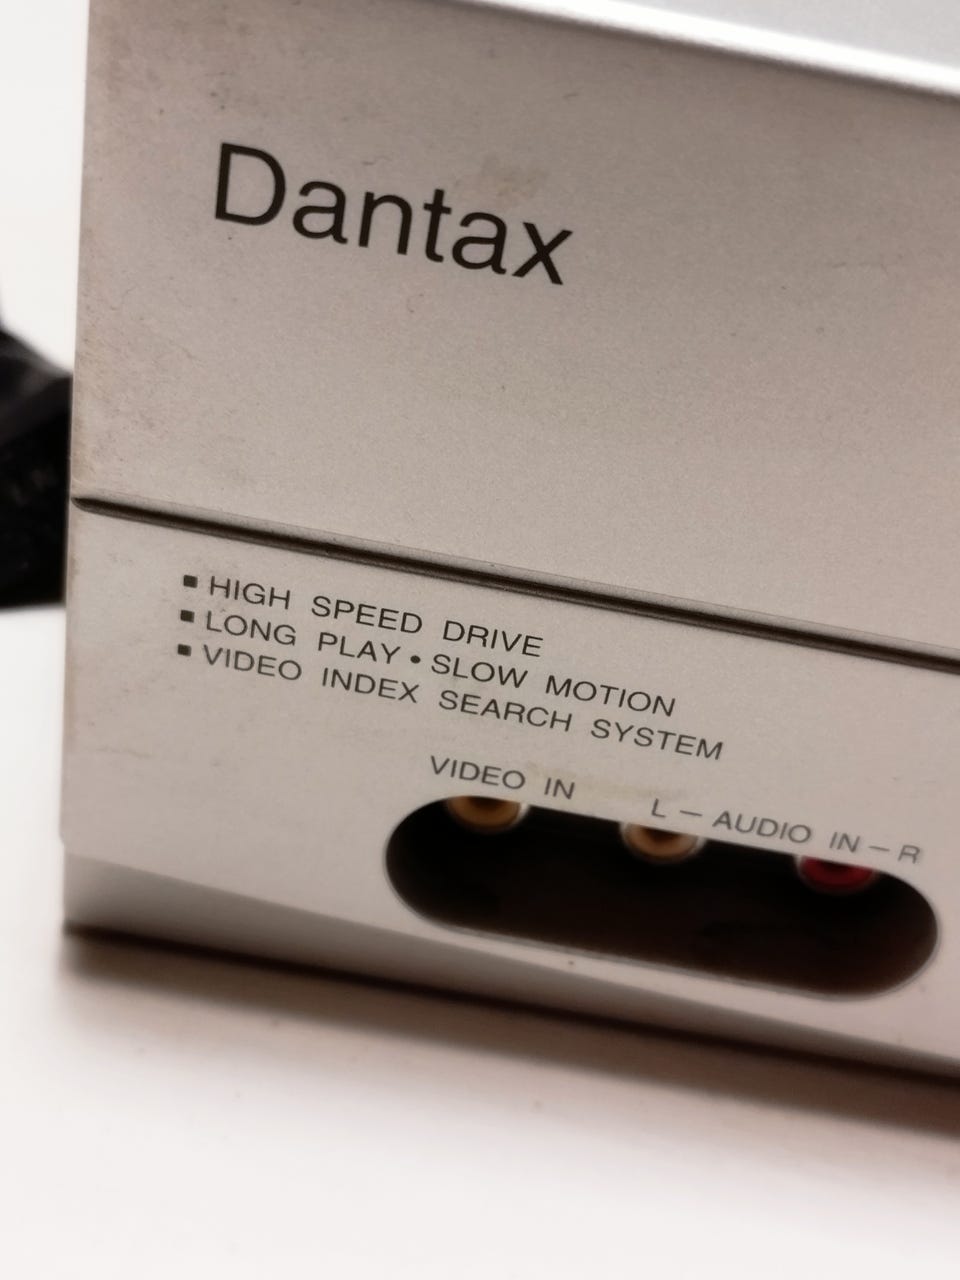 Dantax
▪ HIGH SPEED DRIVE
▪ LONG PLAY • SLOW MOTION
▪ VIDEO INDEX SEARCH SYSTEM
VIDEO IN L — AUDIO IN — R